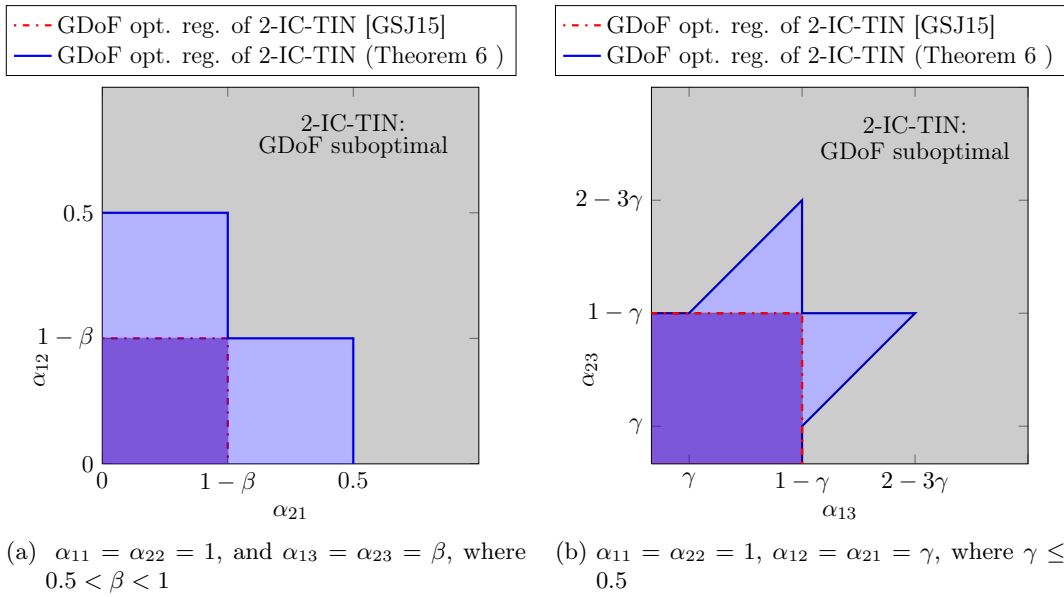 GDoF opt. reg. of 2-IC-TIN [GSJ15]
GDoF opt. reg. of 2-IC-TIN (Theorem 6 )
2-IC-TIN:
GDoF suboptimal
0.5
1 − β
0
α₁₂
0
1 − β
0.5
α₂₁
(a) α₁₁ = α₂₂ = 1, and α₁₃ = α₂₃ = β, where
0.5 < β < 1
GDoF opt. reg. of 2-IC-TIN [GSJ15]
GDoF opt. reg. of 2-IC-TIN (Theorem 6 )
2-IC-TIN:
GDoF suboptimal
2 − 3γ
1 − γ
γ
α₂₃
γ
1 − γ
2 − 3γ
α₁₃
(b) α₁₁ = α₂₂ = 1, α₁₂ = α₂₁ = γ, where γ ≤
0.5